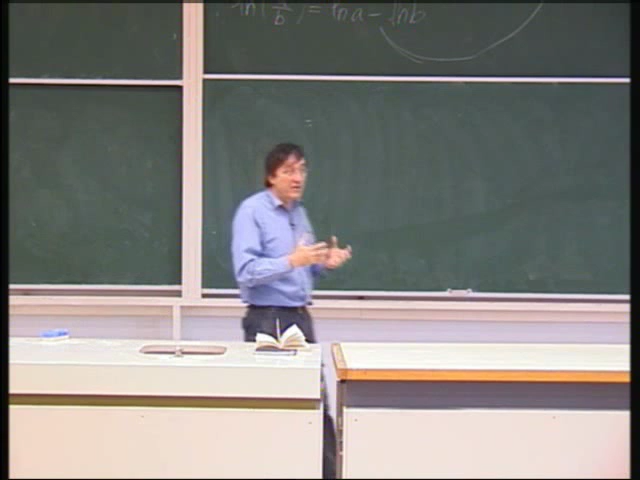 ln(a/b) = ln a - ln b